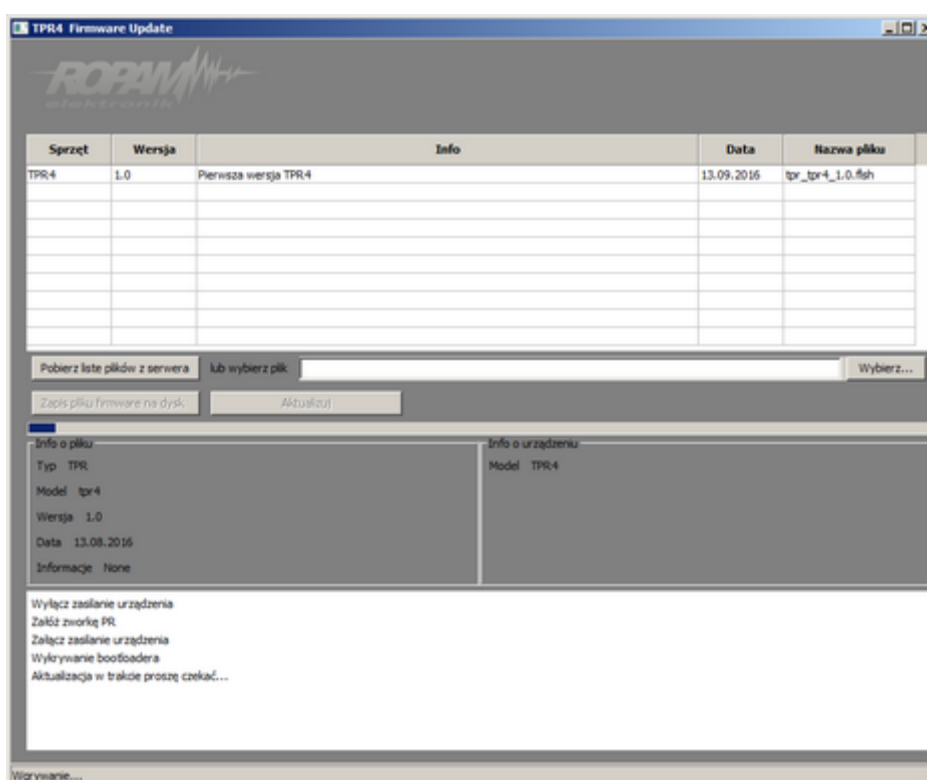 TPR4 Firmware Update
ROPAM
elektronik
Sprzęt Wersja Info Data Nazwa pliku
TPR4 1.0 Pierwsza wersja TPR4 13.09.2016 tpr_tpr4_1.0.flsh
Pobierz liste plików z serwera lub wybierz plik Wybierz...
Zapis pliku firmware na dysk Aktualizuj
Info o pliku Info o urządzeniu
Typ TPR Model TPR4
Model tpr4
Wersja 1.0
Data 13.08.2016
Informacje None
Wyłącz zasilanie urządzenia
Załóż zworkę PR
Załącz zasilanie urządzenia
Wykrywanie bootloadera
Aktualizacja w trakcie proszę czekać...
Wgrywanie...